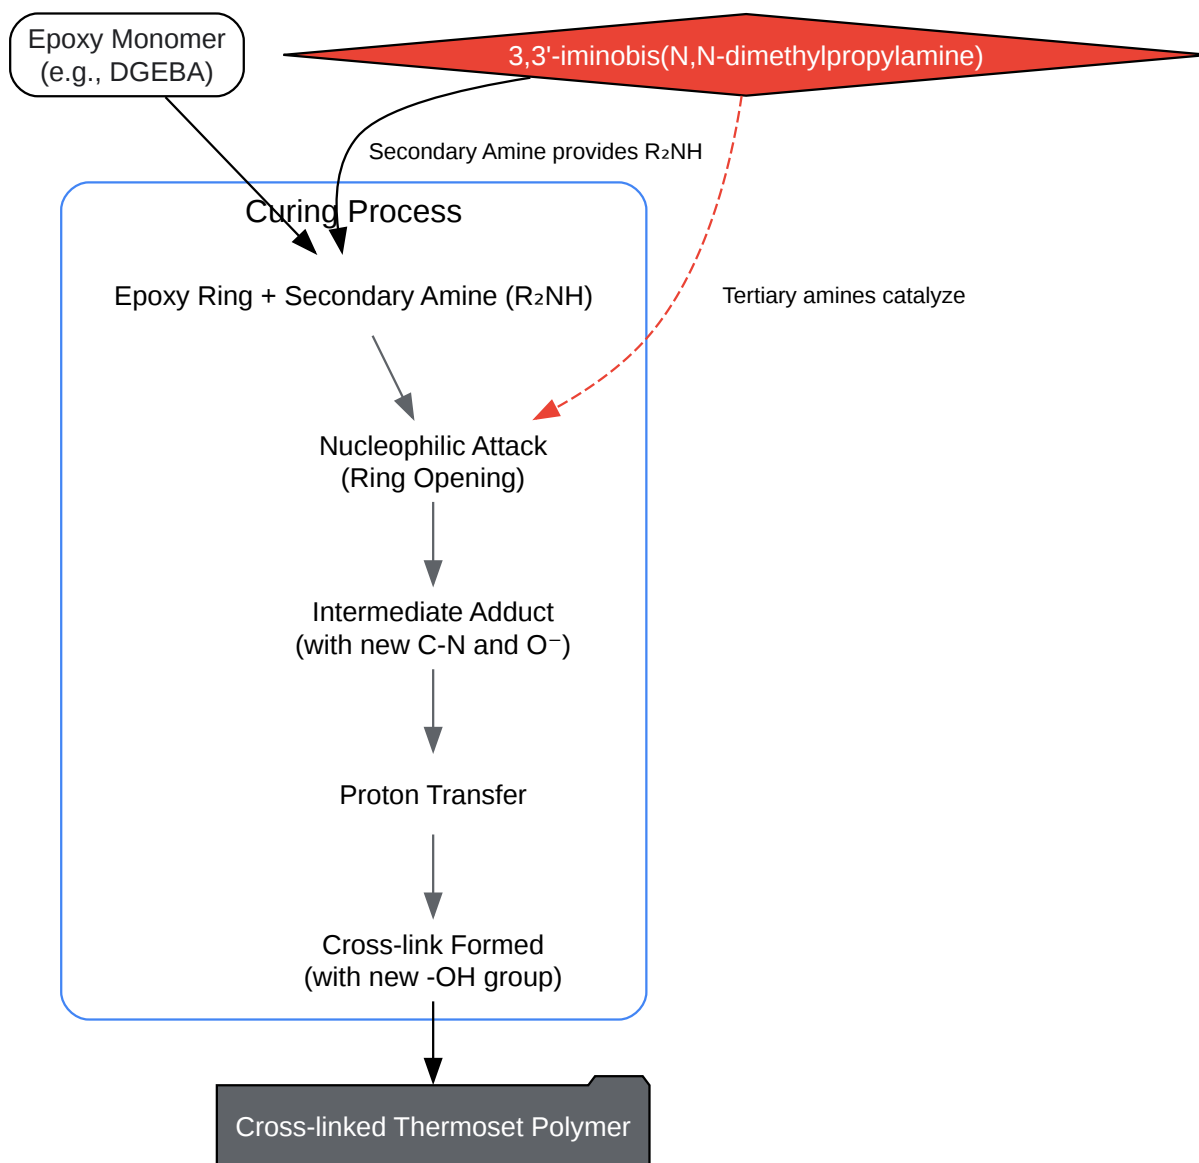 Epoxy Monomer
(e.g., DGEBA)
3,3'-iminobis(N,N-dimethylpropylamine)
Secondary Amine provides R₂NH
Curing Process
Epoxy Ring + Secondary Amine (R₂NH)
Tertiary amines catalyze
Nucleophilic Attack
(Ring Opening)
Intermediate Adduct
(with new C-N and O⁻)
Proton Transfer
Cross-link Formed
(with new -OH group)
Cross-linked Thermoset Polymer